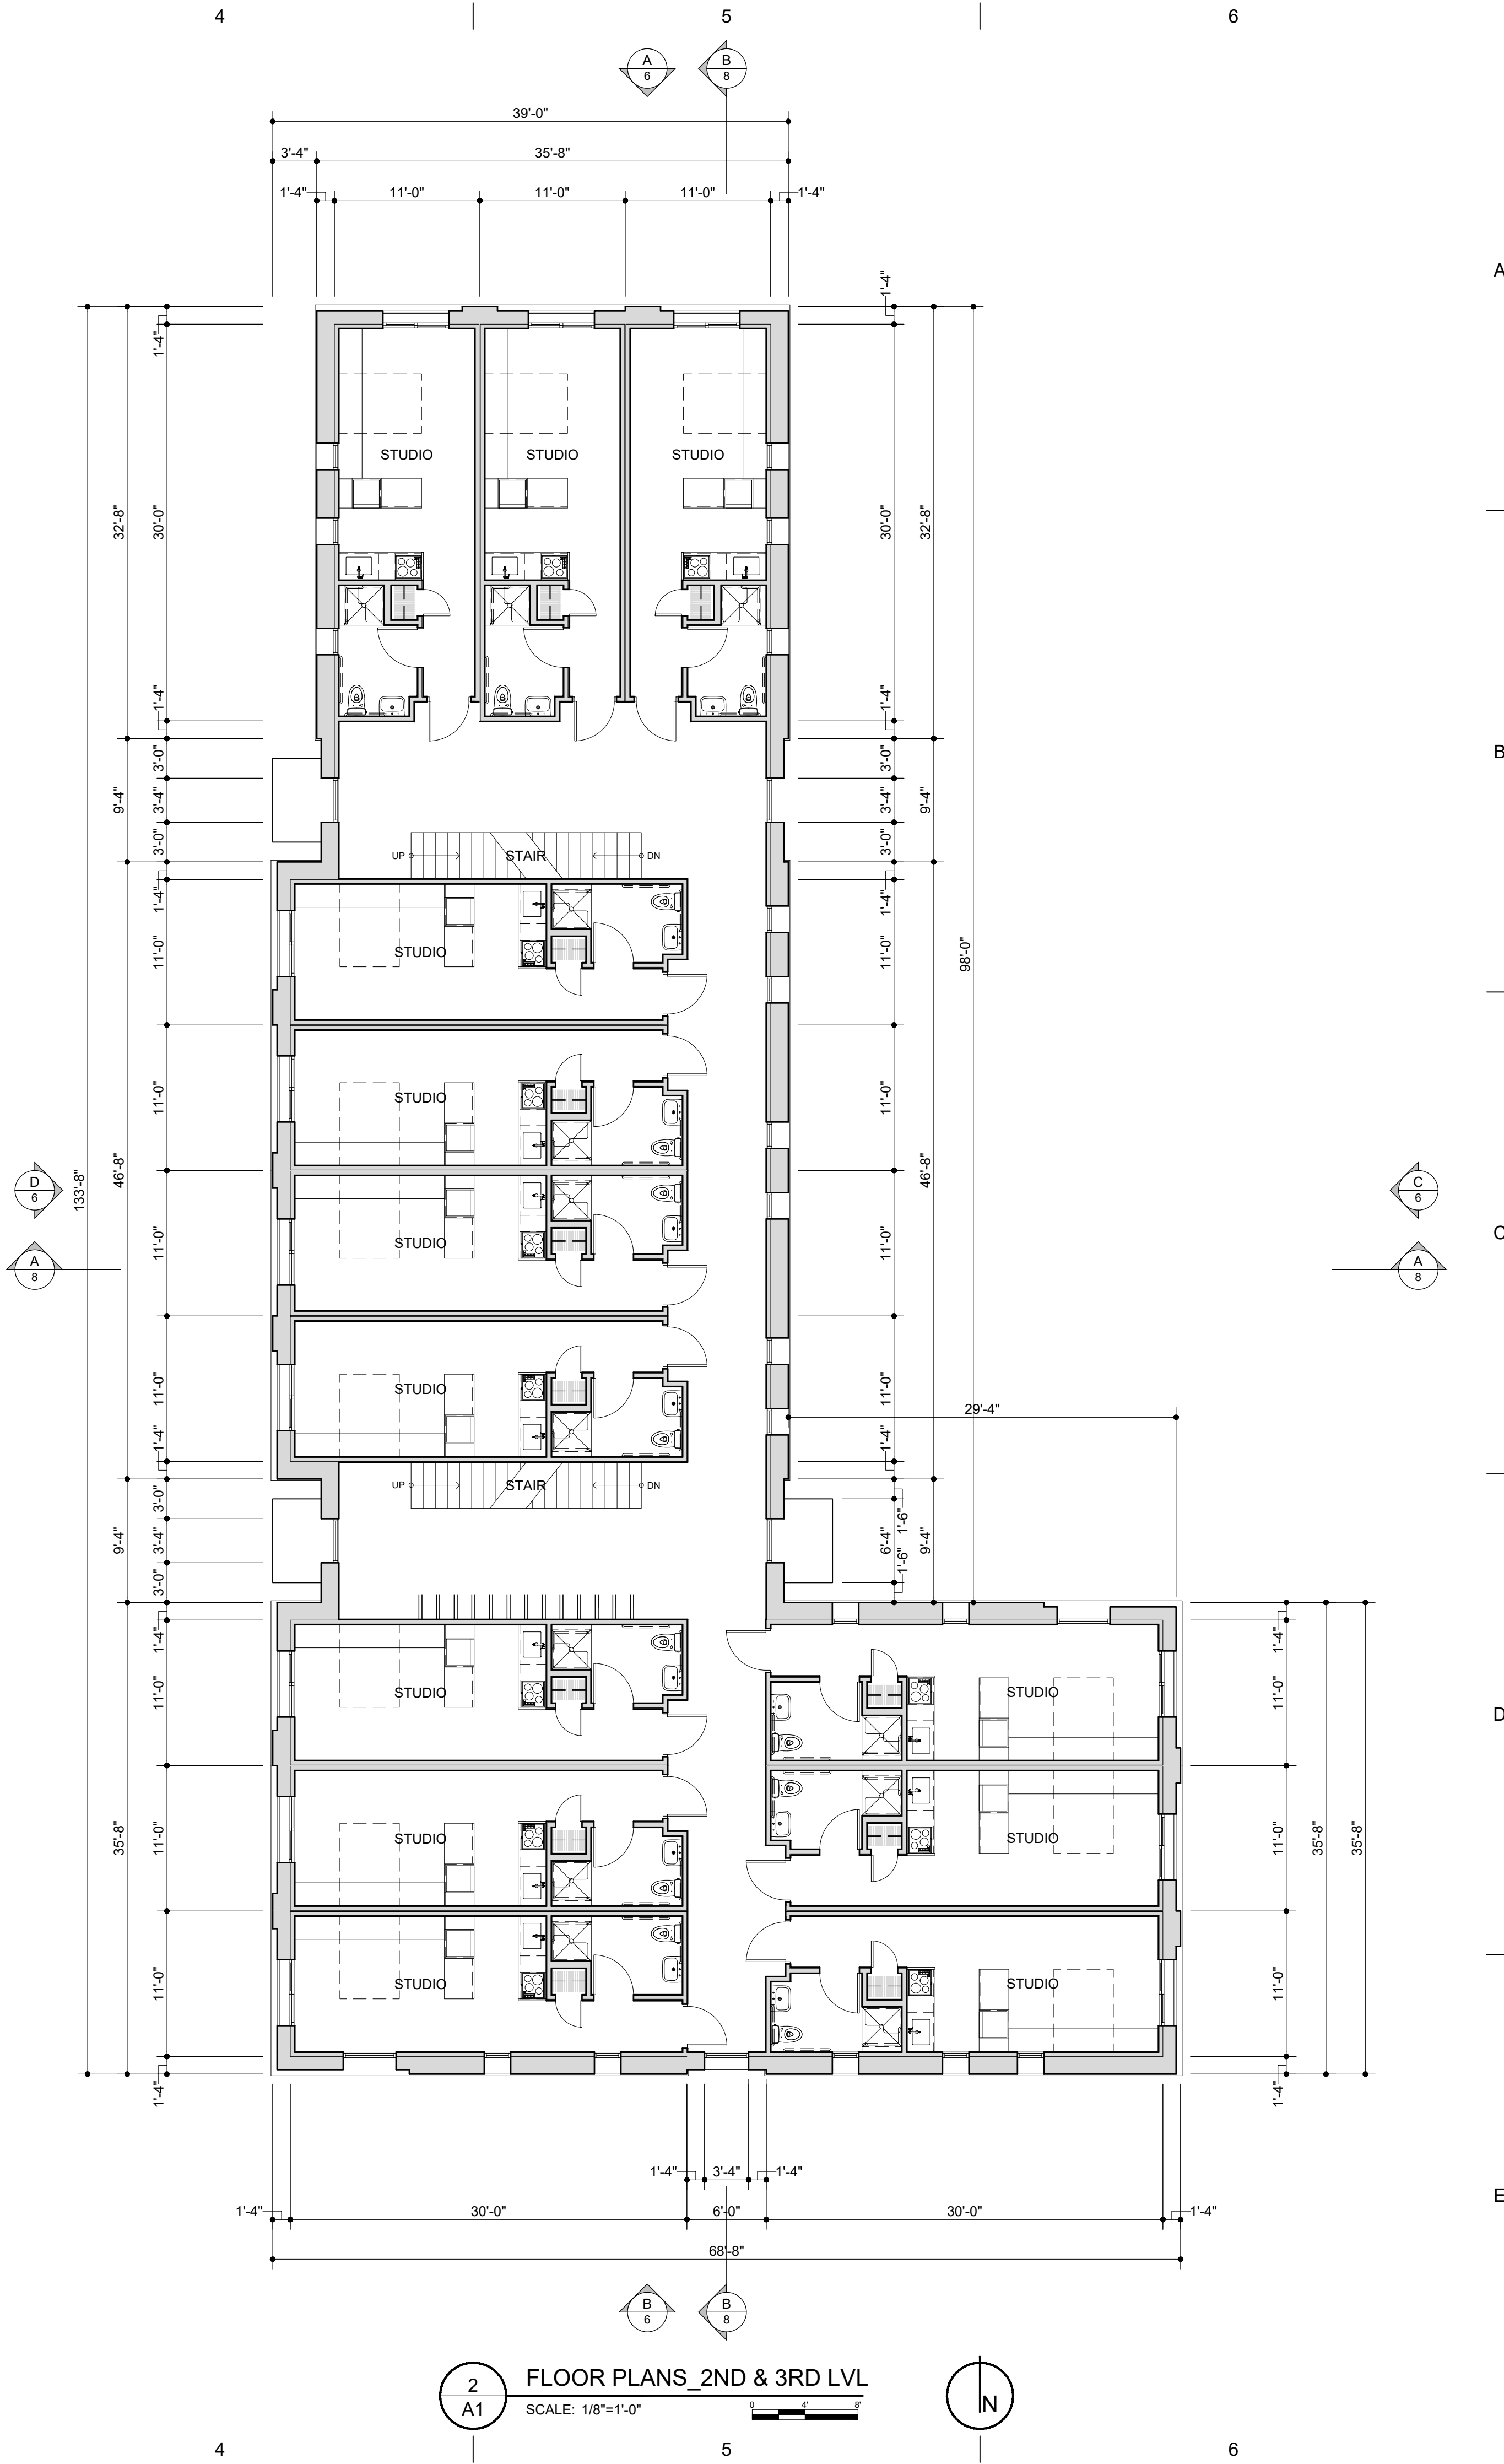 4 5 6
A B
6 8
39'-0"
3'-4" 35'-8"
1'-4" 11'-0" 11'-0" 11'-0" 1'-4"
A
1'-4"
1'-4"
STUDIO STUDIO STUDIO
32'-8" 30'-0" 30'-0" 32'-8"
1'-4" 1'-4"
B
3'-0" 3'-0"
9'-4" 3'-4" 3'-4" 9'-4"
3'-0" 3'-0"
UP STAIR DN
1'-4" 1'-4"
11'-0" STUDIO 11'-0" 98'-0"
11'-0" STUDIO 11'-0"
133'-8" 46'-8" 46'-8"
D C
6 6
C
11'-0" STUDIO 11'-0"
A A
8 8
11'-0" STUDIO 11'-0"
29'-4"
1'-4" 1'-4"
UP STAIR DN
3'-0" 1'-6"
9'-4" 3'-4" 6'-4" 9'-4"
3'-0" 1'-6"
1'-4" 1'-4"
11'-0" STUDIO STUDIO 11'-0"
D
35'-8" 11'-0" STUDIO STUDIO 11'-0" 35'-8" 35'-8"
11'-0" STUDIO STUDIO 11'-0"
1'-4" 1'-4"
1'-4" 3'-4" 1'-4"
E
1'-4" 30'-0" 6'-0" 30'-0" 1'-4"
68'-8"
B B
6 8
2 FLOOR PLANS_2ND & 3RD LVL
A1 SCALE: 1/8"=1'-0" 0 4' 8' N
4 5 6